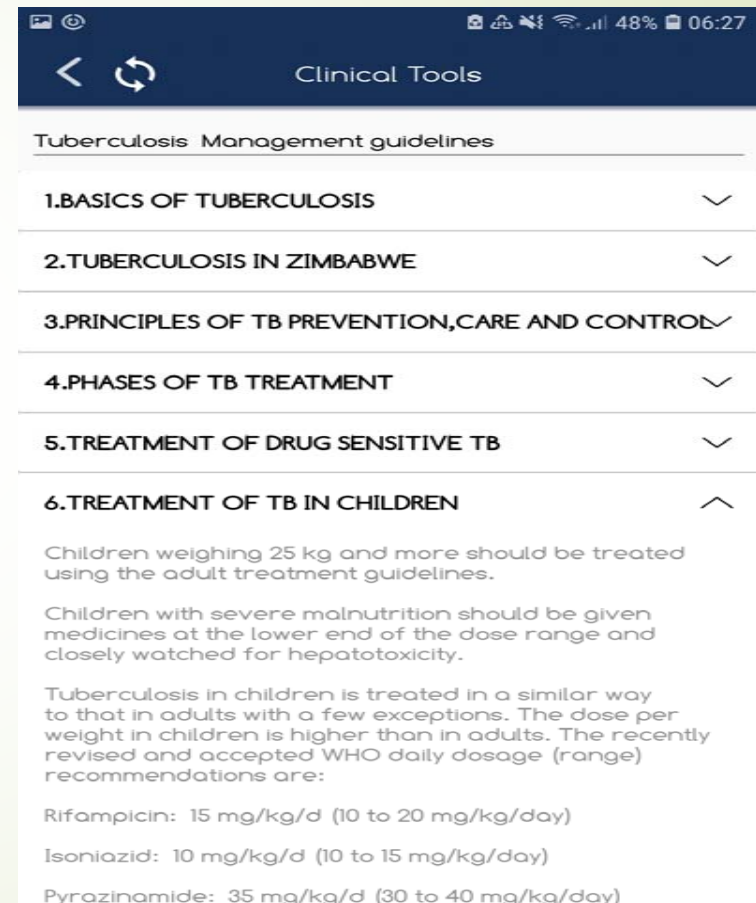 48% 06:27
Clinical Tools
Tuberculosis Management guidelines
1.BASICS OF TUBERCULOSIS
2.TUBERCULOSIS IN ZIMBABWE
3.PRINCIPLES OF TB PREVENTION,CARE AND CONTROL
4.PHASES OF TB TREATMENT
5.TREATMENT OF DRUG SENSITIVE TB
6.TREATMENT OF TB IN CHILDREN
Children weighing 25 kg and more should be treated
using the adult treatment guidelines.
Children with severe malnutrition should be given
medicines at the lower end of the dose range and
closely watched for hepatotoxicity.
Tuberculosis in children is treated in a similar way
to that in adults with a few exceptions. The dose per
weight in children is higher than in adults. The recently
revised and accepted WHO daily dosage (range)
recommendations are:
Rifampicin: 15 mg/kg/d (10 to 20 mg/kg/day)
Isoniazid: 10 mg/kg/d (10 to 15 mg/kg/day)
Pyrazinamide: 35 mg/kg/d (30 to 40 mg/kg/day)